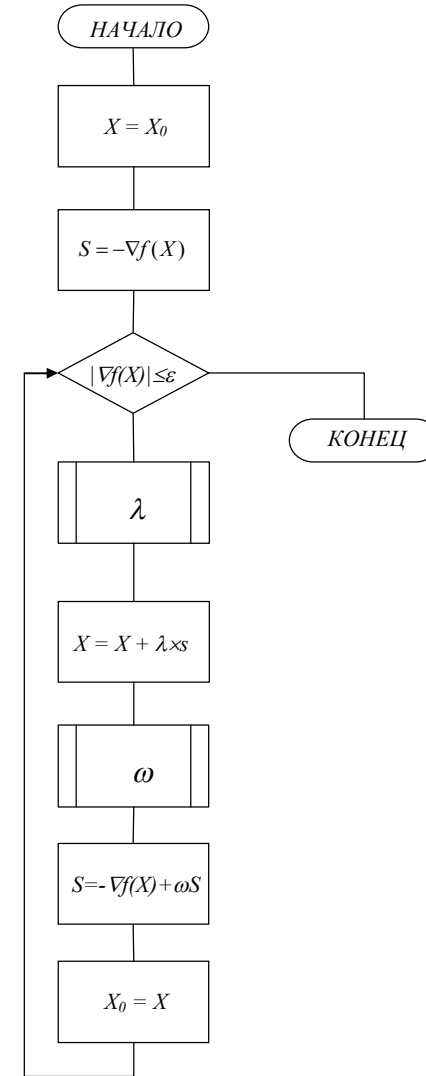 НАЧАЛО
X = X₀
S = −∇f(X)
|∇f(X)|≤ε
КОНЕЦ
λ
X = X + λ×s
ω
S=-∇f(X)+ωS
X₀ = X